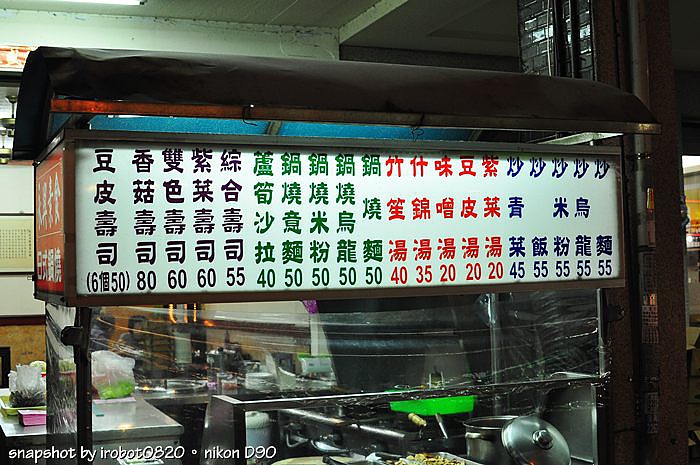 日式鍋燒
豆皮壽司 (6個50)
香菇壽司 80
雙色壽司 60
紫菜壽司 60
綜合壽司 55
蘆筍沙拉 40
鍋燒意麵 50
鍋燒米粉 50
鍋燒烏龍 50
鍋燒麵 50
竹笙湯 40
什錦湯 35
味噌湯 20
豆皮湯 20
紫菜湯 20
炒青菜 45
炒飯 55
炒米粉 55
炒烏龍 55
炒麵 55
snapshot by irobot0820 。 nikon D90